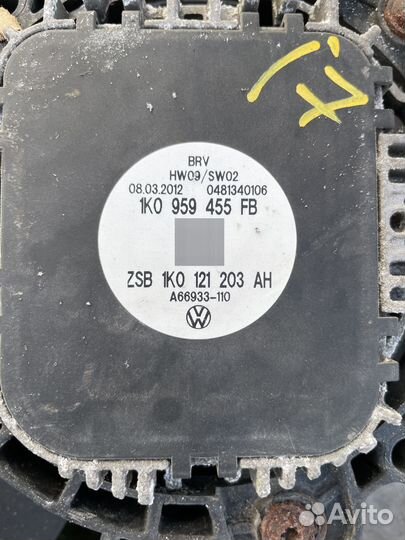 BRV
HW09/SW02
08.03.2012 0481340106
1K0 959 455 FB
ZSB 1K0 121 203 AH
A66933-110
VW
Avito